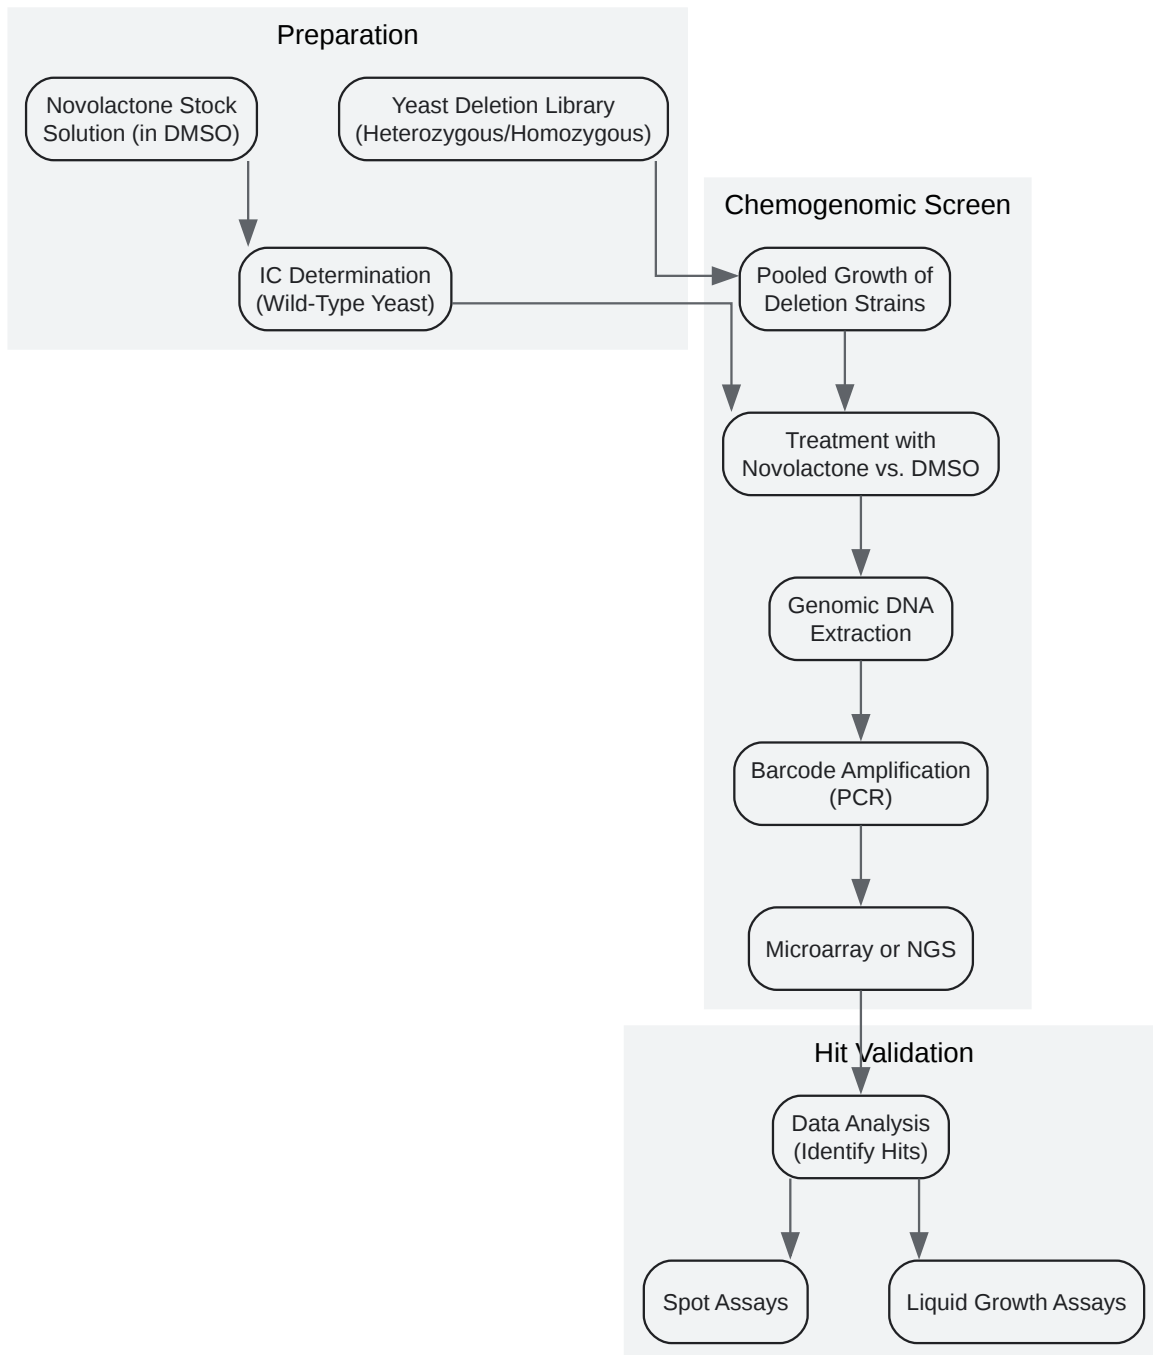 Preparation
Novolactone Stock
Solution (in DMSO)
Yeast Deletion Library
(Heterozygous/Homozygous)
IC Determination
(Wild-Type Yeast)
Chemogenomic Screen
Pooled Growth of
Deletion Strains
Treatment with
Novolactone vs. DMSO
Genomic DNA
Extraction
Barcode Amplification
(PCR)
Microarray or NGS
Hit Validation
Data Analysis
(Identify Hits)
Spot Assays
Liquid Growth Assays